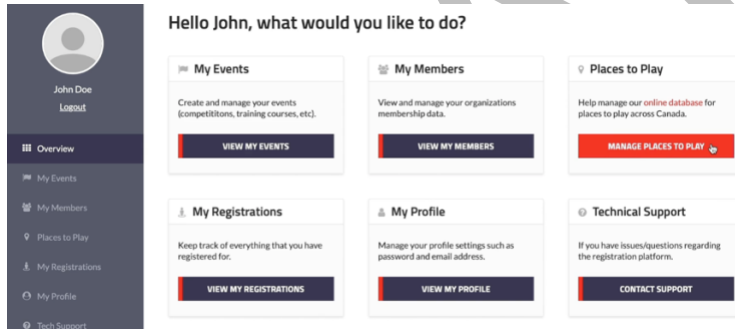 Hello John, what would you like to do?
John Doe
Logout
Overview
My Events
My Members
Places to Play
My Registrations
My Profile
Tech Support
My Events
Create and manage your events
(competititons, training courses, etc).
VIEW MY EVENTS
My Members
View and manage your organizations
membership data.
VIEW MY MEMBERS
Places to Play
Help manage our online database for
places to play across Canada.
MANAGE PLACES TO PLAY
My Registrations
Keep track of everything that you have
registered for.
VIEW MY REGISTRATIONS
My Profile
Manage your profile settings such as
password and email address.
VIEW MY PROFILE
Technical Support
If you have issues/questions regarding
the registration platform.
CONTACT SUPPORT